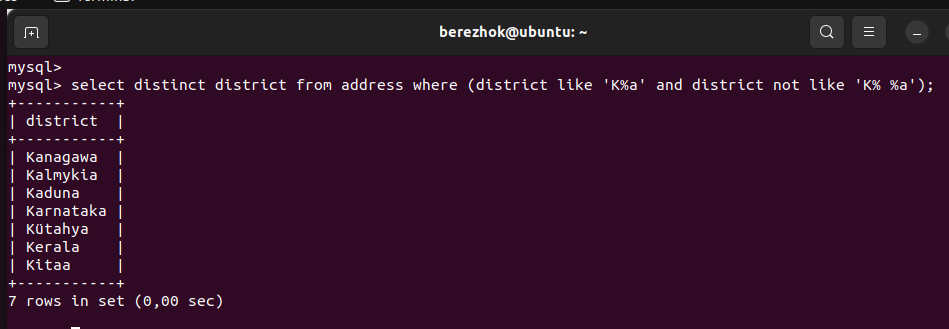 berezhok@ubuntu: ~
mysql>
mysql> select distinct district from address where (district like 'K%a' and district not like 'K% %a');
+-----------+
| district  |
+-----------+
| Kanagawa  |
| Kalmykia  |
| Kaduna    |
| Karnataka |
| Kütahya   |
| Kerala    |
| Kitaa     |
+-----------+
7 rows in set (0,00 sec)